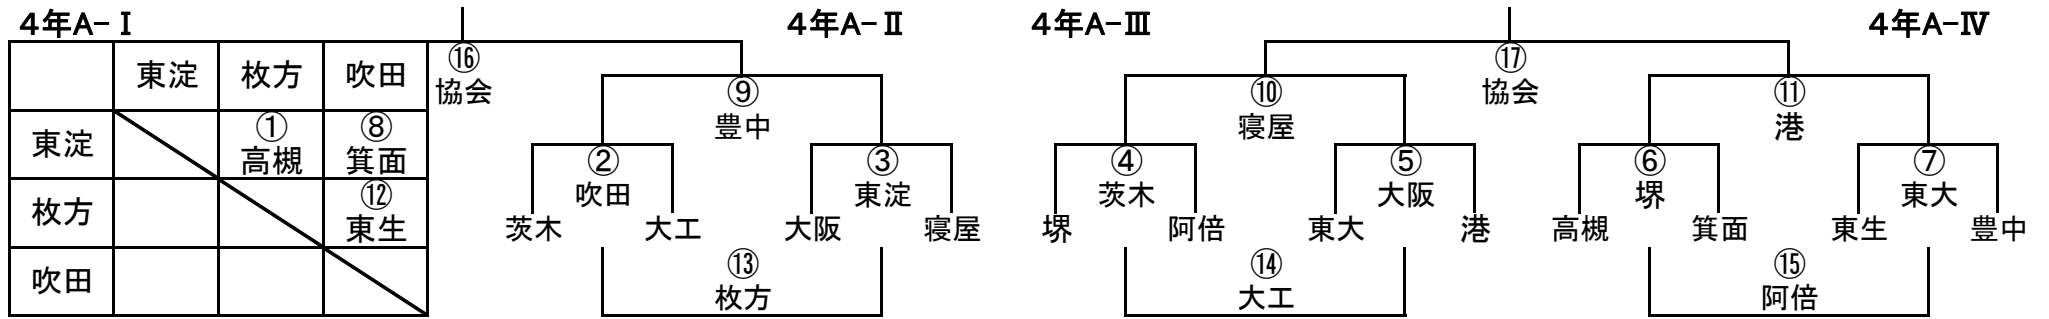 ４年A-Ⅰ
４年A-Ⅱ
４年A-Ⅲ
４年A-Ⅳ
東淀 枚方 吹田
東淀 ① 高槻 ⑧ 箕面
枚方 ⑫ 東生
吹田
⑯
協会
⑨
豊中
② ③
吹田 東淀
茨木 大工 大阪 寝屋
⑬
枚方
⑰
協会
⑩
寝屋
④ ⑤
茨木 大阪
堺 阿倍 東大 港
⑭
大工
⑪
港
⑥ ⑦
堺 東大
高槻 箕面 東生 豊中
⑮
阿倍